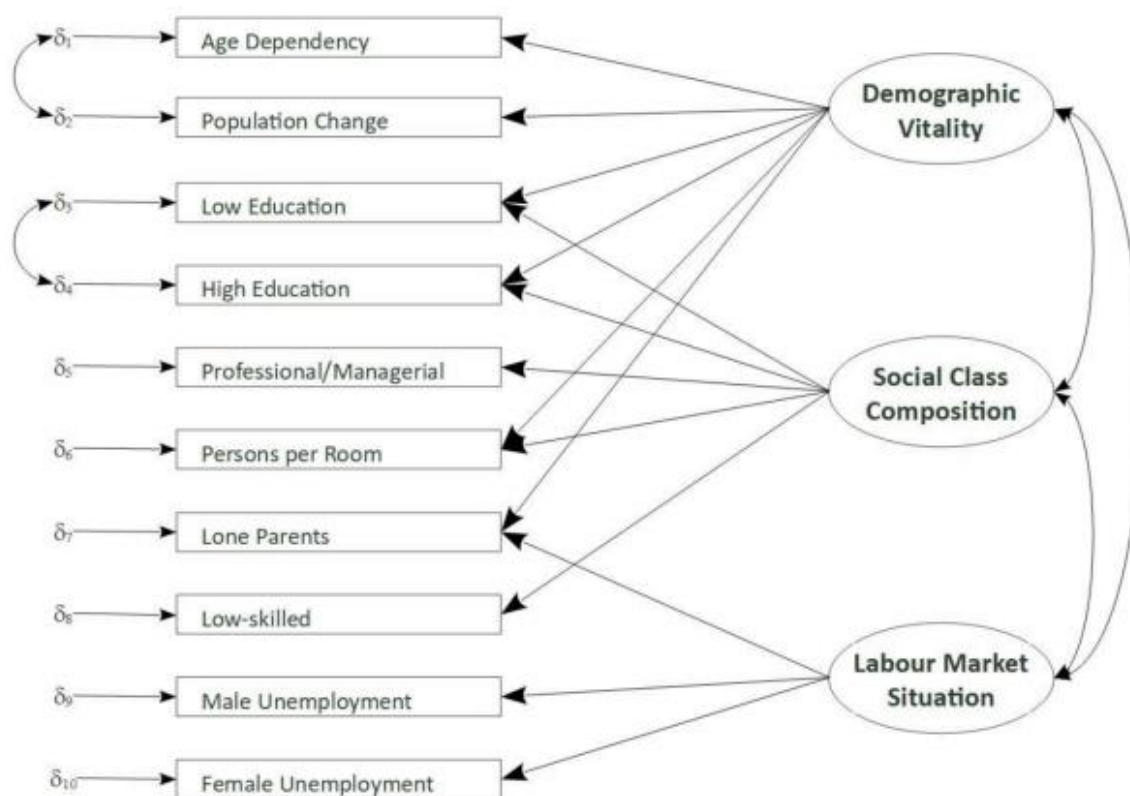 δ1
Age Dependency
δ2
Population Change
δ3
Low Education
δ4
High Education
δ5
Professional/Managerial
δ6
Persons per Room
δ7
Lone Parents
δ8
Low-skilled
δ9
Male Unemployment
δ10
Female Unemployment
Demographic
Vitality
Social Class
Composition
Labour Market
Situation